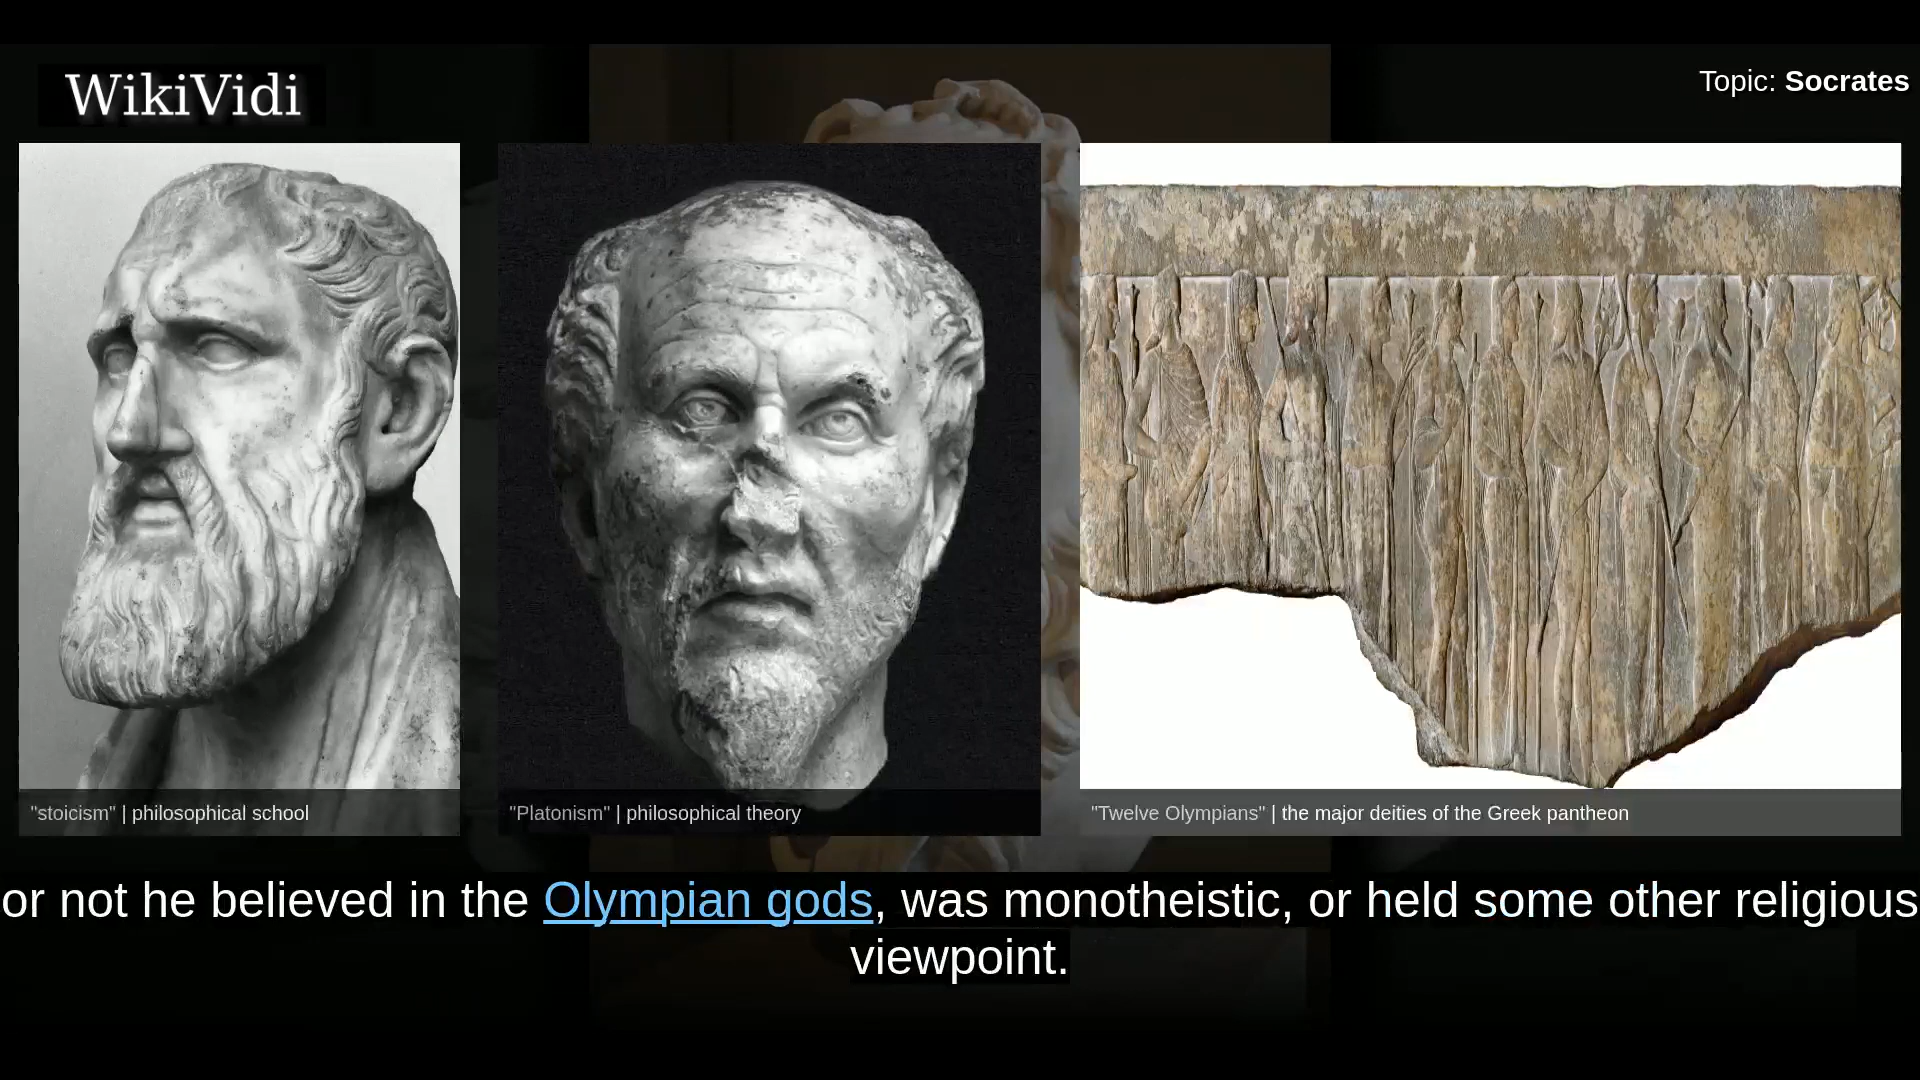 WikiVidi
Topic: Socrates
"stoicism" | philosophical school
"Platonism" | philosophical theory
"Twelve Olympians" | the major deities of the Greek pantheon
or not he believed in the Olympian gods, was monotheistic, or held some other religious
viewpoint.